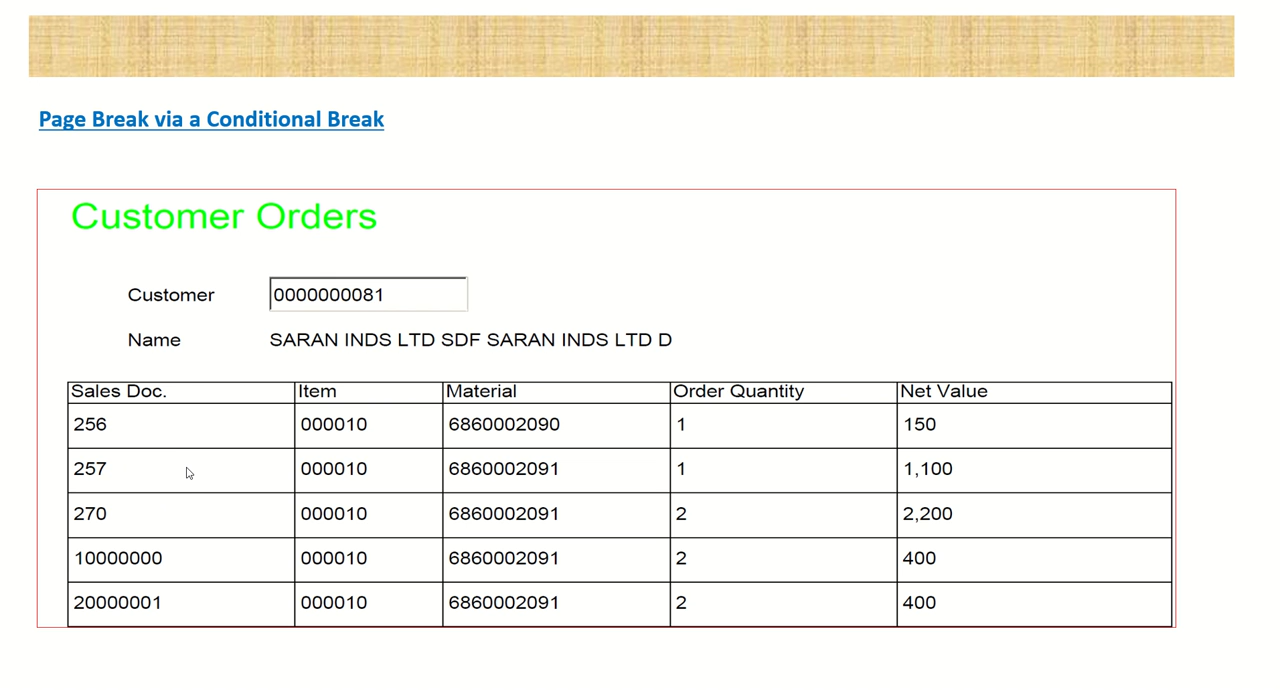 Page Break via a Conditional Break
Customer Orders
Customer 0000000081
Name SARAN INDS LTD SDF SARAN INDS LTD D
Sales Doc. Item Material Order Quantity Net Value
256 000010 6860002090 1 150
257 000010 6860002091 1 1,100
270 000010 6860002091 2 2,200
10000000 000010 6860002091 2 400
20000001 000010 6860002091 2 400